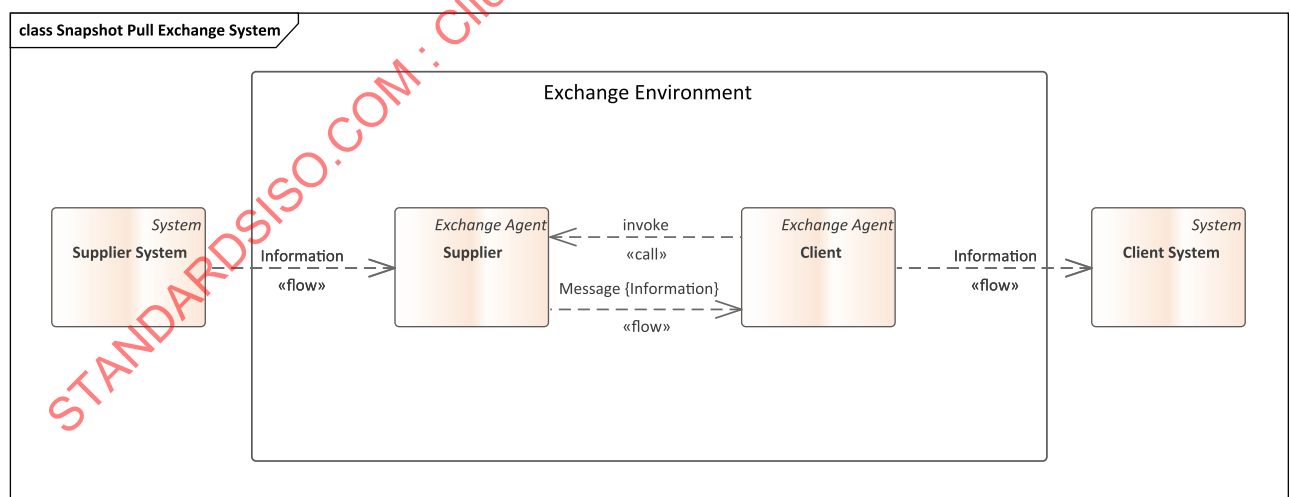 class Snapshot Pull Exchange System
Exchange Environment
System
Supplier System
Information
«flow»
Exchange Agent
Supplier
invoke
«call»
Message {Information}
«flow»
Exchange Agent
Client
Information
«flow»
System
Client System
STANDARDSISO.COM :